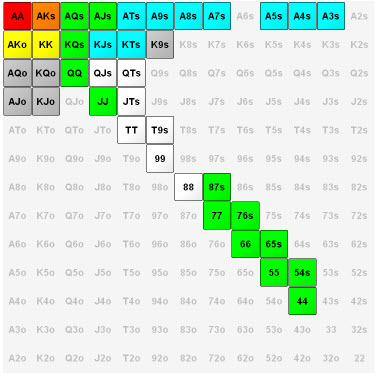 AA AKs AQs AJs ATs A9s A8s A7s A6s A5s A4s A3s A2s
AKo KK KQs KJs KTs K9s K8s K7s K6s K5s K4s K3s K2s
AQo KQo QQ QJs QTs Q9s Q8s Q7s Q6s Q5s Q4s Q3s Q2s
AJo KJo QJo JJ JTs J9s J8s J7s J6s J5s J4s J3s J2s
ATo KTo QTo JTo TT T9s T8s T7s T6s T5s T4s T3s T2s
A9o K9o Q9o J9o T9o 99 98s 97s 96s 95s 94s 93s 92s
A8o K8o Q8o J8o T8o 98o 88 87s 86s 85s 84s 83s 82s
A7o K7o Q7o J7o T7o 97o 87o 77 76s 75s 74s 73s 72s
A6o K6o Q6o J6o T6o 96o 86o 76o 66 65s 64s 63s 62s
A5o K5o Q5o J5o T5o 95o 85o 75o 65o 55 54s 53s 52s
A4o K4o Q4o J4o T4o 94o 84o 74o 64o 54o 44 43s 42s
A3o K3o Q3o J3o T3o 93o 83o 73o 63o 53o 43o 33 32s
A2o K2o Q2o J2o T2o 92o 82o 72o 62o 52o 42o 32o 22